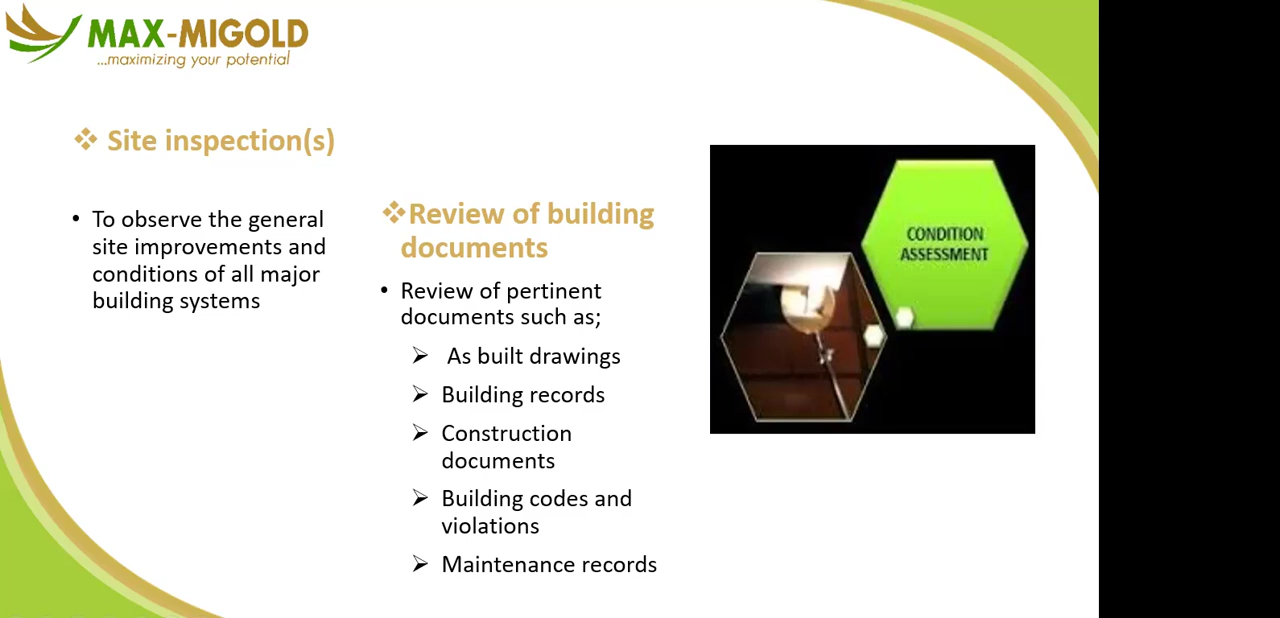 MAX-MIGOLD
...maximizing your potential
❖ Site inspection(s)
• To observe the general
site improvements and
conditions of all major
building systems
❖Review of building
documents
• Review of pertinent
documents such as;
➢ As built drawings
➢ Building records
➢ Construction
documents
➢ Building codes and
violations
➢ Maintenance records
CONDITION
ASSESSMENT